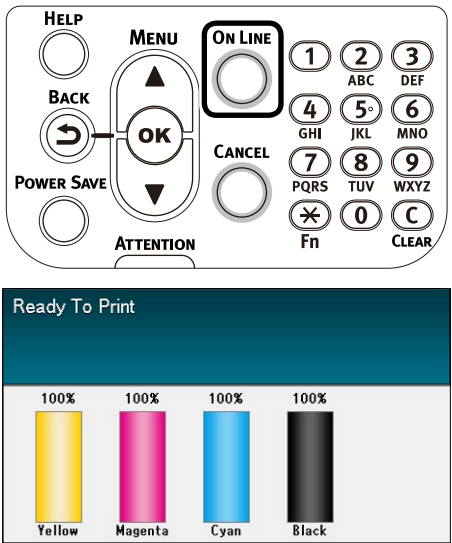 HELP
MENU
ON LINE
1 2 3
ABC DEF
BACK
OK
4 5 6
GHI JKL MNO
CANCEL
7 8 9
PQRS TUV WXYZ
POWER SAVE
0 C
Fn CLEAR
ATTENTION
Ready To Print
100% 100% 100% 100%
Yellow Magenta Cyan Black